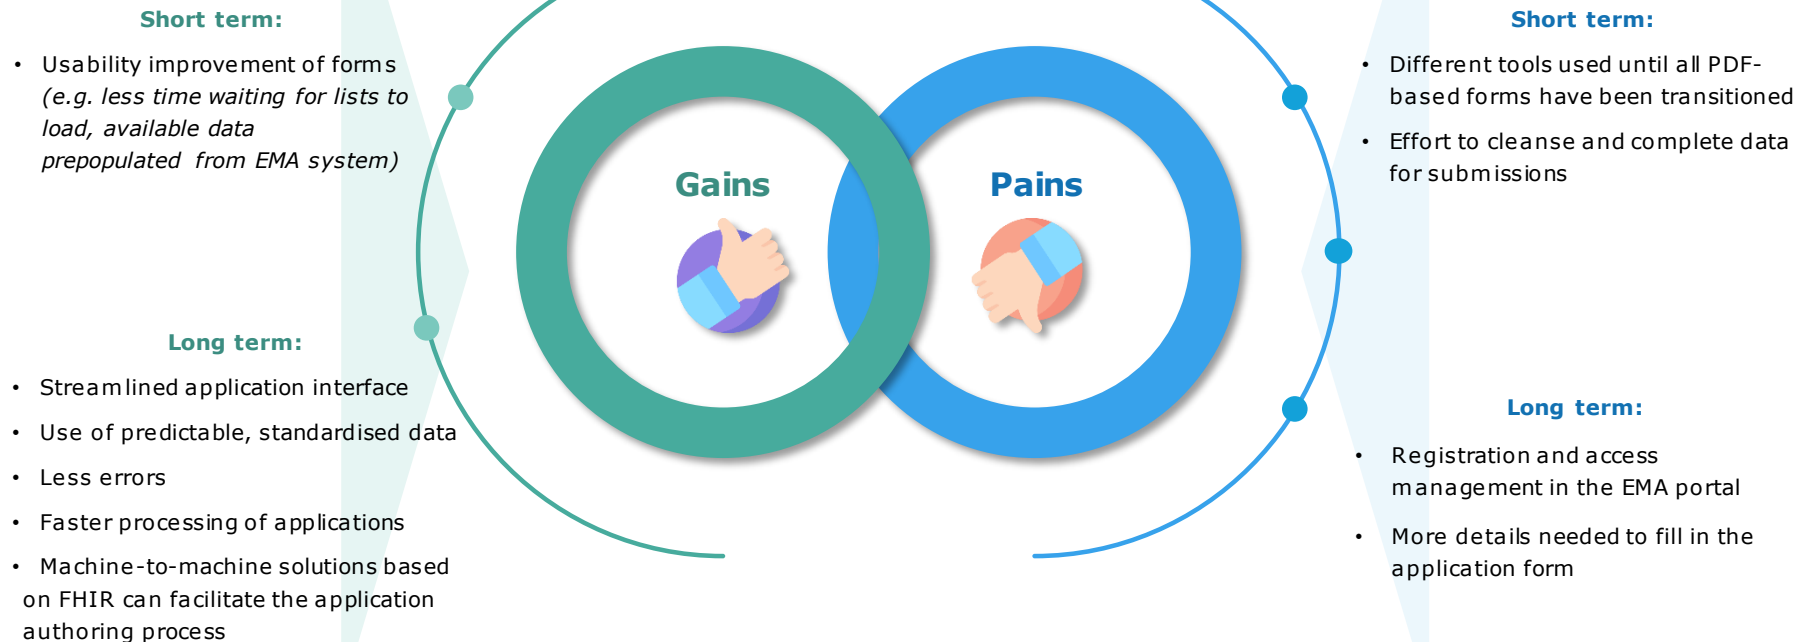 Short term:
• Usability improvement of forms
(e.g. less time waiting for lists to
load, available data
prepopulated from EMA system)
Long term:
• Streamlined application interface
• Use of predictable, standardised data
• Less errors
• Faster processing of applications
• Machine-to-machine solutions based
on FHIR can facilitate the application
authoring process
Gains
Pains
Short term:
• Different tools used until all PDF-
based forms have been transitioned
• Effort to cleanse and complete data
for submissions
Long term:
• Registration and access
management in the EMA portal
• More details needed to fill in the
application form